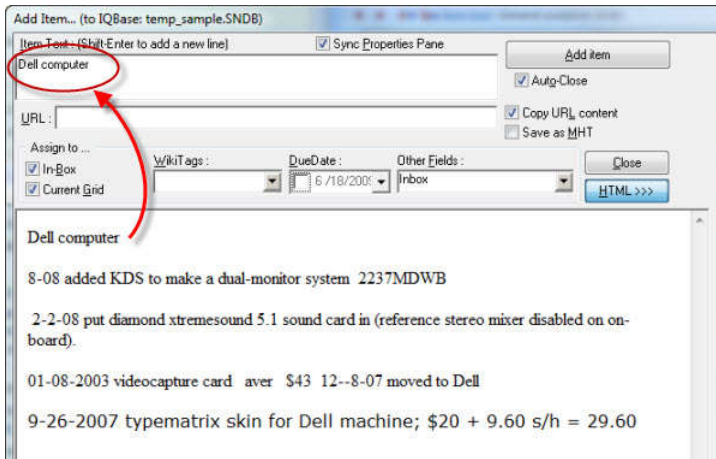 Add Item... (to IQBase: temp_sample.SNDB)
Item Text: (Shift-Enter to add a new line)
Sync Properties Pane
Add item
Dell computer
Auto-Close
URL :
Copy URL content
Save as MHT
Assign to ...
WikiTags :
DueDate :
Other Fields :
Close
In-Box
6 /18/200
Inbox
Current Grid
HTML >>>
Dell computer
8-08 added KDS to make a dual-monitor system 2237MDWB
2-2-08 put diamond xtremesound 5.1 sound card in (reference stereo mixer disabled on on-
board).
01-08-2003 videocapture card aver $43 12--8-07 moved to Dell
9-26-2007 typematrix skin for Dell machine; $20 + 9.60 s/h = 29.60